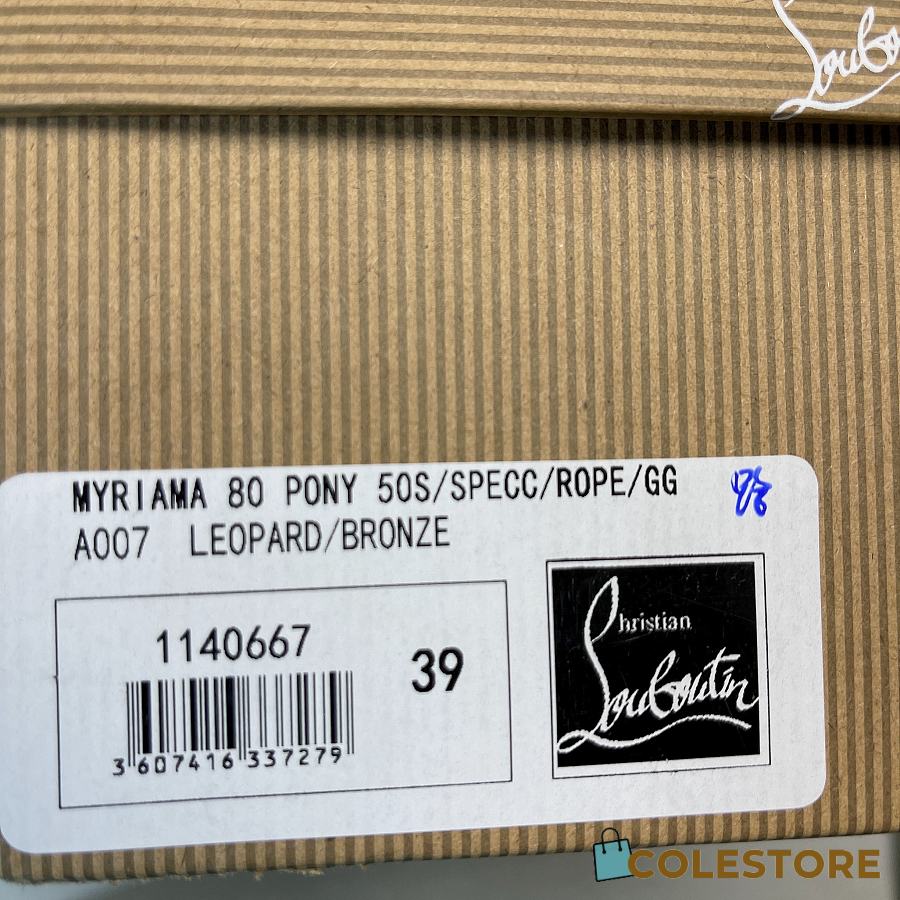 MYRIAMA 80 PONY 50S/SPECC/ROPE/GG
A007 LEOPARD/BRONZE
1140667
39
3 607416 337279
Christian
Louboutin
COLESTORE